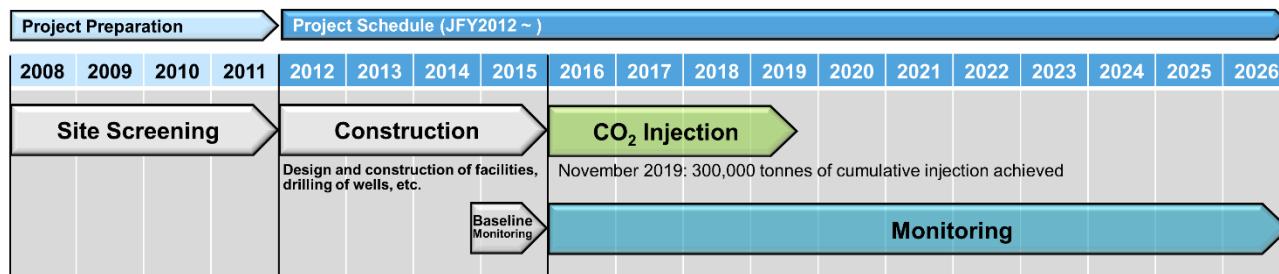 Project Preparation
Project Schedule (JFY2012 ~ )
2008 2009 2010 2011 2012 2013 2014 2015 2016 2017 2018 2019 2020 2021 2022 2023 2024 2025 2026
Site Screening
Construction
CO₂ Injection
Design and construction of facilities,
drilling of wells, etc.
November 2019: 300,000 tonnes of cumulative injection achieved
Baseline
Monitoring
Monitoring